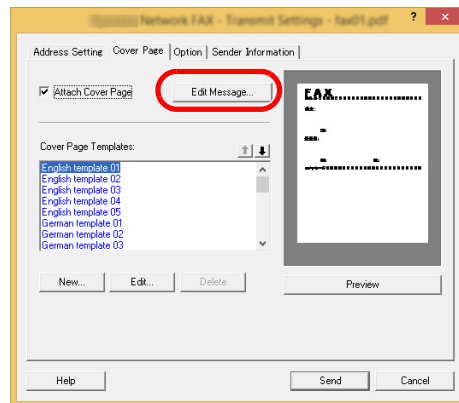 Network FAX - Transmit Settings - fax01.pdf ?
Address Setting Cover Page Option Sender Information
Attach Cover Page
Edit Message...
FAX
Cover Page Templates:
English template 01
English template 02
English template 03
English template 04
English template 05
German template 01
German template 02
German template 03
New... Edit... Delete
Preview
Help Send Cancel